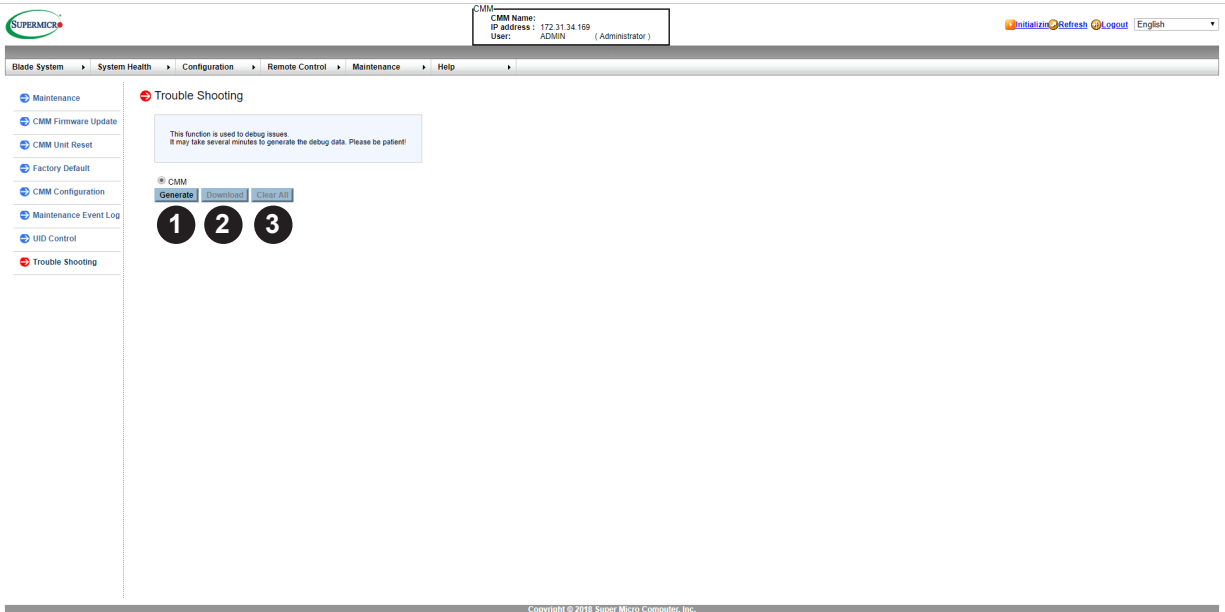 CMM
SUPERMICR
CMM Name:
IP address : 172.31.34.169
User: ADMIN ( Administrator )
Initializin Refresh Logout English
Blade System System Health Configuration Remote Control Maintenance Help
Maintenance
CMM Firmware Update
CMM Unit Reset
Factory Default
CMM Configuration
Maintenance Event Log
UID Control
Trouble Shooting
Trouble Shooting
This function is used to debug issues.
It may take several minutes to generate the debug data. Please be patient!
CMM
Generate Download Clear All
1 2 3
Copyright © 2018 Super Micro Computer, Inc.